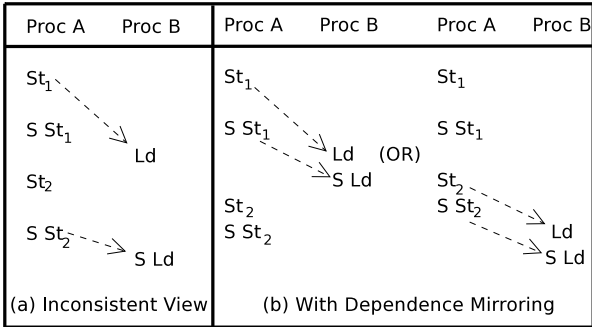 Proc A Proc B Proc A Proc B Proc A Proc B
St1 St1 St1
S St1 S St1 S St1
Ld Ld (OR)
St2 S Ld St2
St2 S St2
S St2 S St2 Ld
S Ld S Ld
(a) Inconsistent View (b) With Dependence Mirroring